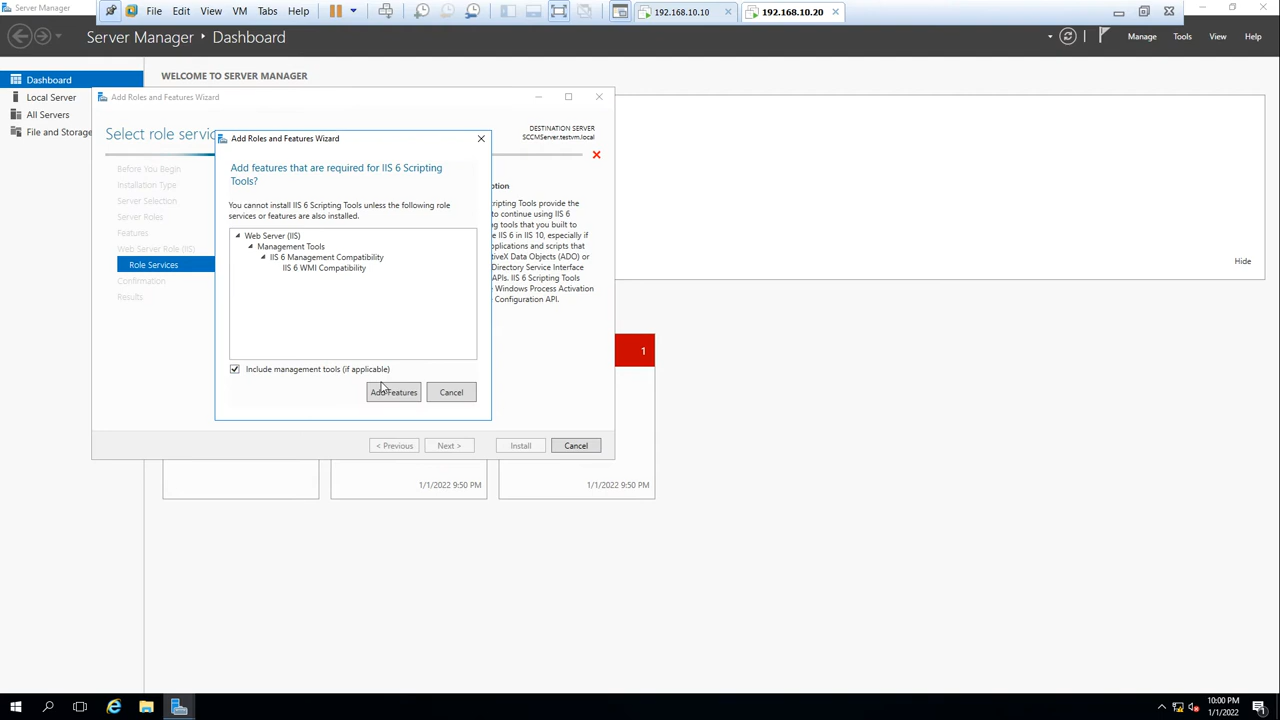 Server Manager
File Edit View VM Tabs Help
192.168.10.10
192.168.10.20
Server Manager Dashboard
Manage Tools View Help
Dashboard
Local Server
All Servers
File and Storage
WELCOME TO SERVER MANAGER
Add Roles and Features Wizard
Select role servic
DESTINATION SERVER
SCCMServer.testvm.local
Before You Begin
Installation Type
Server Selection
Server Roles
Features
Web Server Role (IIS)
Role Services
Confirmation
Results
Add Roles and Features Wizard
Add features that are required for IIS 6 Scripting
Tools?
You cannot install IIS 6 Scripting Tools unless the following role
services or features are also installed.
Web Server (IIS)
Management Tools
IIS 6 Management Compatibility
IIS 6 WMI Compatibility
Include management tools (if applicable)
Add Features
Cancel
ption
cripting Tools provide the
to continue using IIS 6
ng tools that you built to
e IIS 6 in IIS 10, especially if
pplications and scripts that
tiveX Data Objects (ADO) or
Directory Service Interface
APIs. IIS 6 Scripting Tools
Windows Process Activation
Configuration API.
< Previous
Next >
Install
Cancel
Hide
1
1/1/2022 9:50 PM
1/1/2022 9:50 PM
10:00 PM
1/1/2022
1